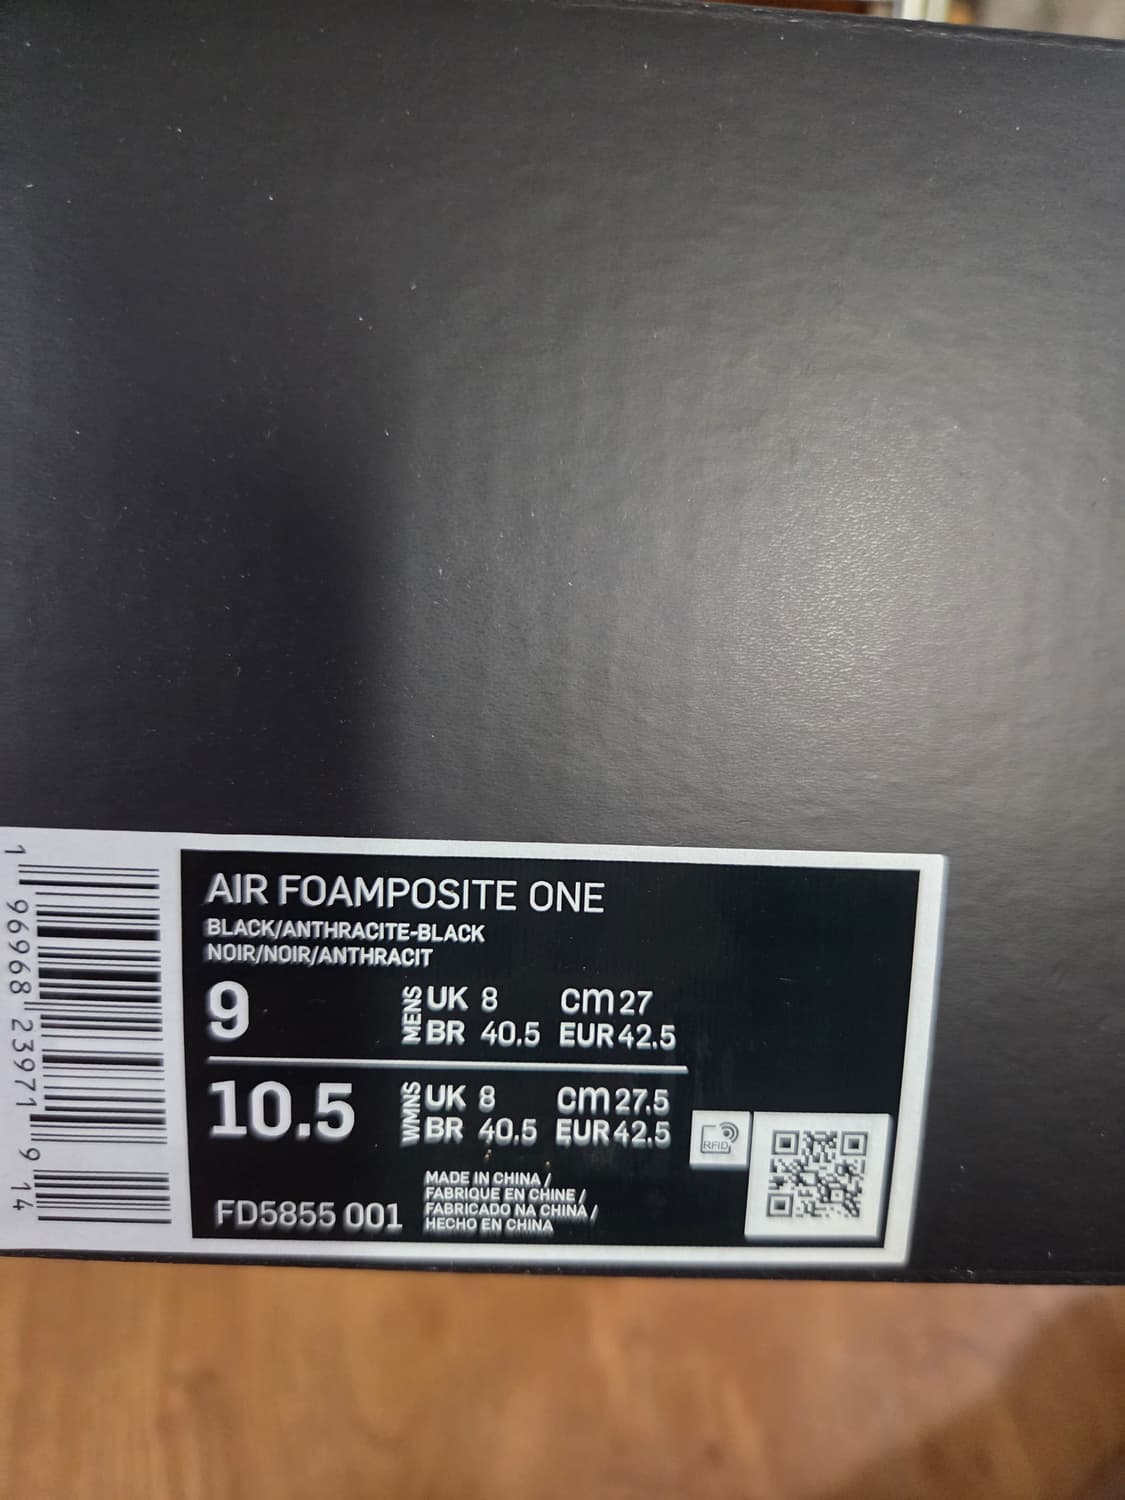 AIR FOAMPOSITE ONE
BLACK/ANTHRACITE-BLACK
NOIR/NOIR/ANTHRACIT
9 MENS UK 8 cm 27
BR 40.5 EUR 42.5
10.5 WMNS UK 8 cm 27.5
BR 40.5 EUR 42.5
RFID
MADE IN CHINA /
FABRIQUE EN CHINE /
FABRICADO NA CHINA /
HECHO EN CHINA
FD5855 001
1 96968 23971 9 14